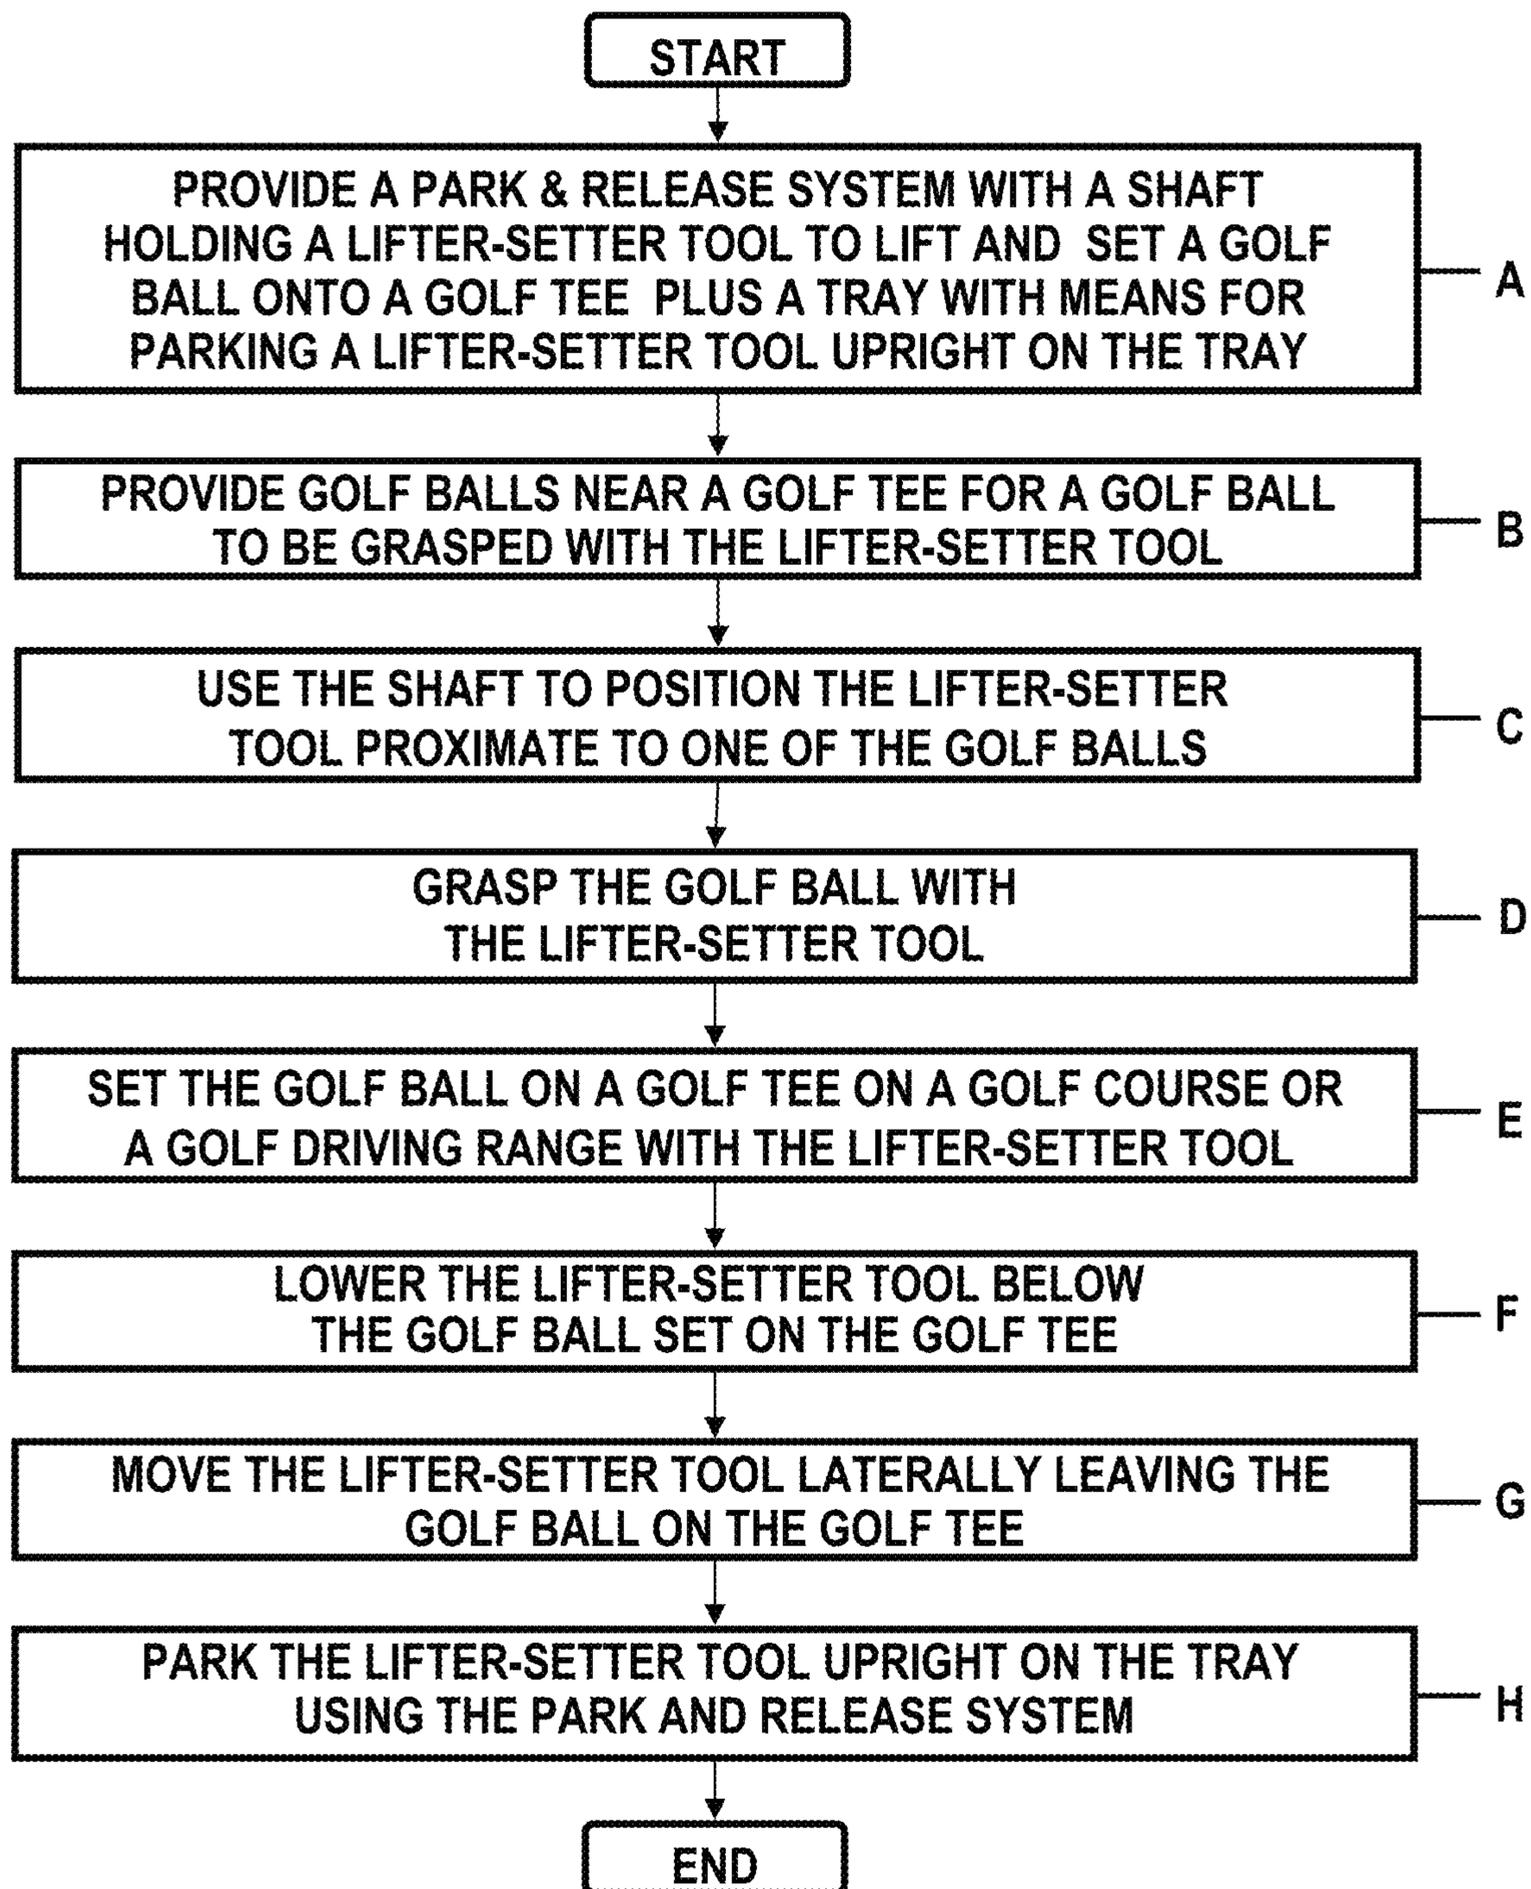 START
PROVIDE A PARK & RELEASE SYSTEM WITH A SHAFT
HOLDING A LIFTER-SETTER TOOL TO LIFT AND SET A GOLF
BALL ONTO A GOLF TEE PLUS A TRAY WITH MEANS FOR
PARKING A LIFTER-SETTER TOOL UPRIGHT ON THE TRAY
A
PROVIDE GOLF BALLS NEAR A GOLF TEE FOR A GOLF BALL
TO BE GRASPED WITH THE LIFTER-SETTER TOOL
B
USE THE SHAFT TO POSITION THE LIFTER-SETTER
TOOL PROXIMATE TO ONE OF THE GOLF BALLS
C
GRASP THE GOLF BALL WITH
THE LIFTER-SETTER TOOL
D
SET THE GOLF BALL ON A GOLF TEE ON A GOLF COURSE OR
A GOLF DRIVING RANGE WITH THE LIFTER-SETTER TOOL
E
LOWER THE LIFTER-SETTER TOOL BELOW
THE GOLF BALL SET ON THE GOLF TEE
F
MOVE THE LIFTER-SETTER TOOL LATERALLY LEAVING THE
GOLF BALL ON THE GOLF TEE
G
PARK THE LIFTER-SETTER TOOL UPRIGHT ON THE TRAY
USING THE PARK AND RELEASE SYSTEM
H
END